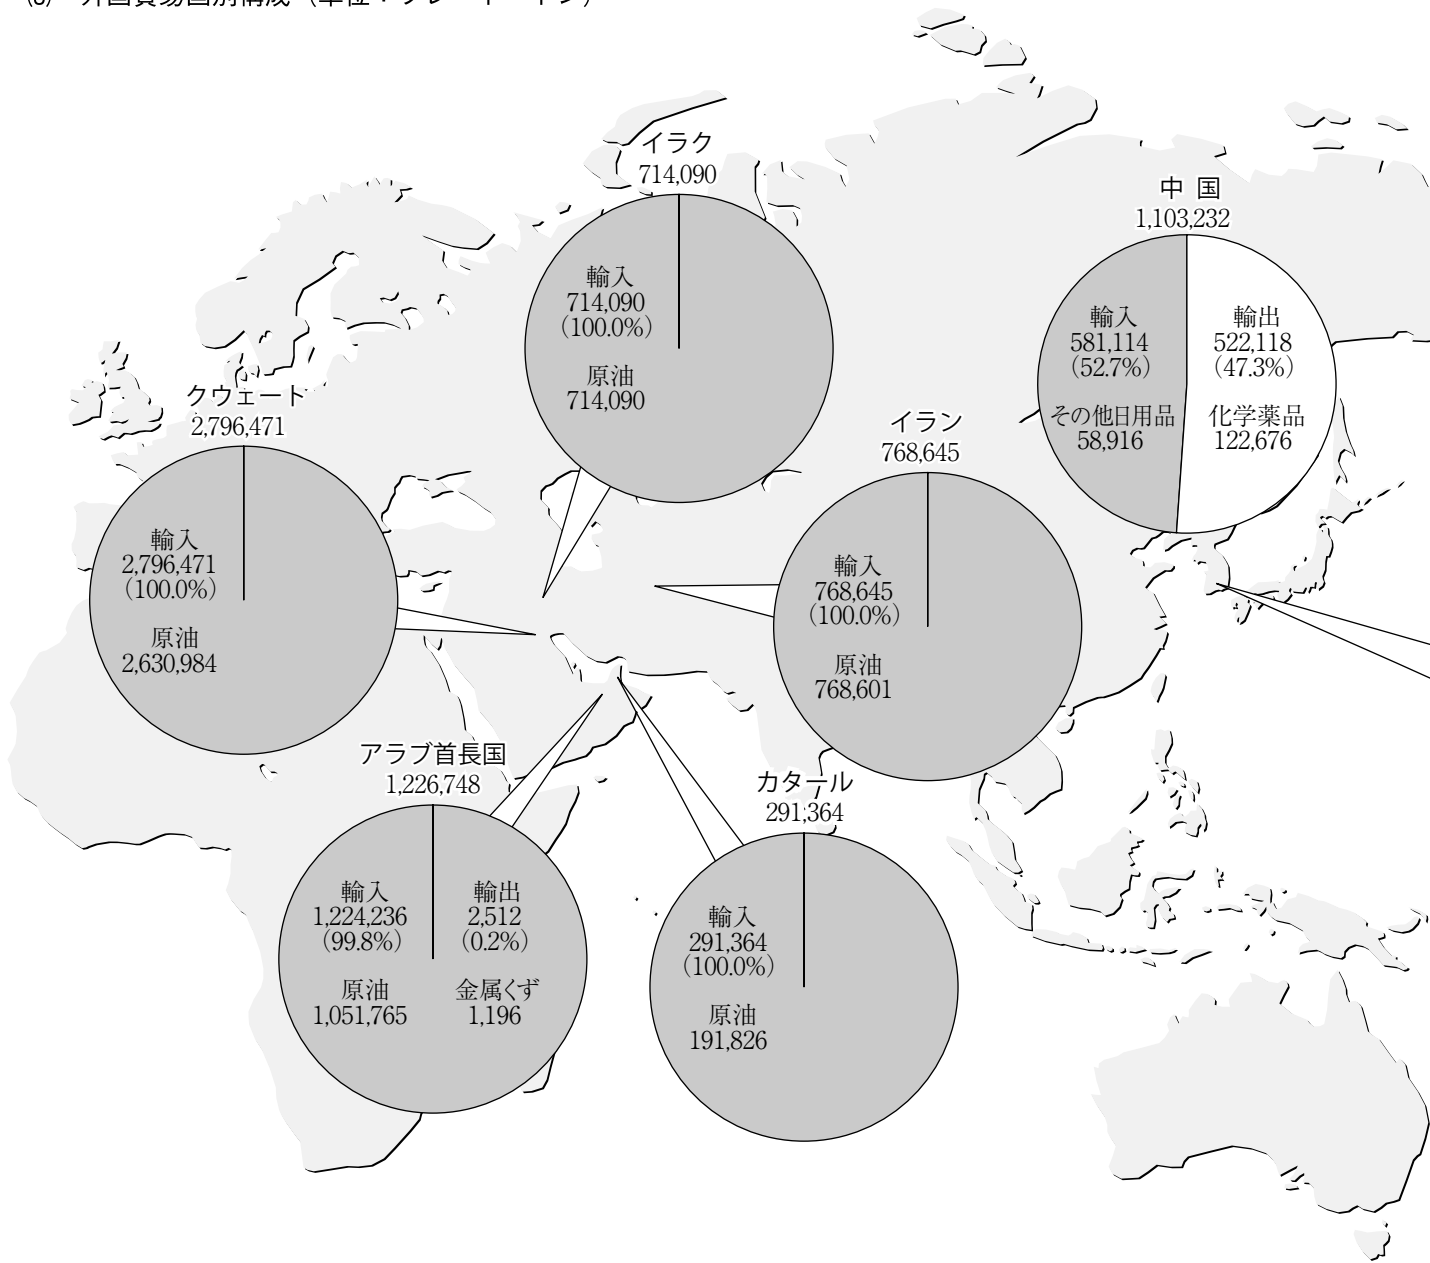 イラク
714,090
輸入
714,090
(100.0%)
原油
714,090
中 国
1,103,232
輸入
581,114
(52.7%)
その他日用品
58,916
輸出
522,118
(47.3%)
化学薬品
122,676
クウェート
2,796,471
輸入
2,796,471
(100.0%)
原油
2,630,984
イラン
768,645
輸入
768,645
(100.0%)
原油
768,601
アラブ首長国
1,226,748
輸入
1,224,236
(99.8%)
原油
1,051,765
輸出
2,512
(0.2%)
金属くず
1,196
カタール
291,364
輸入
291,364
(100.0%)
原油
191,826